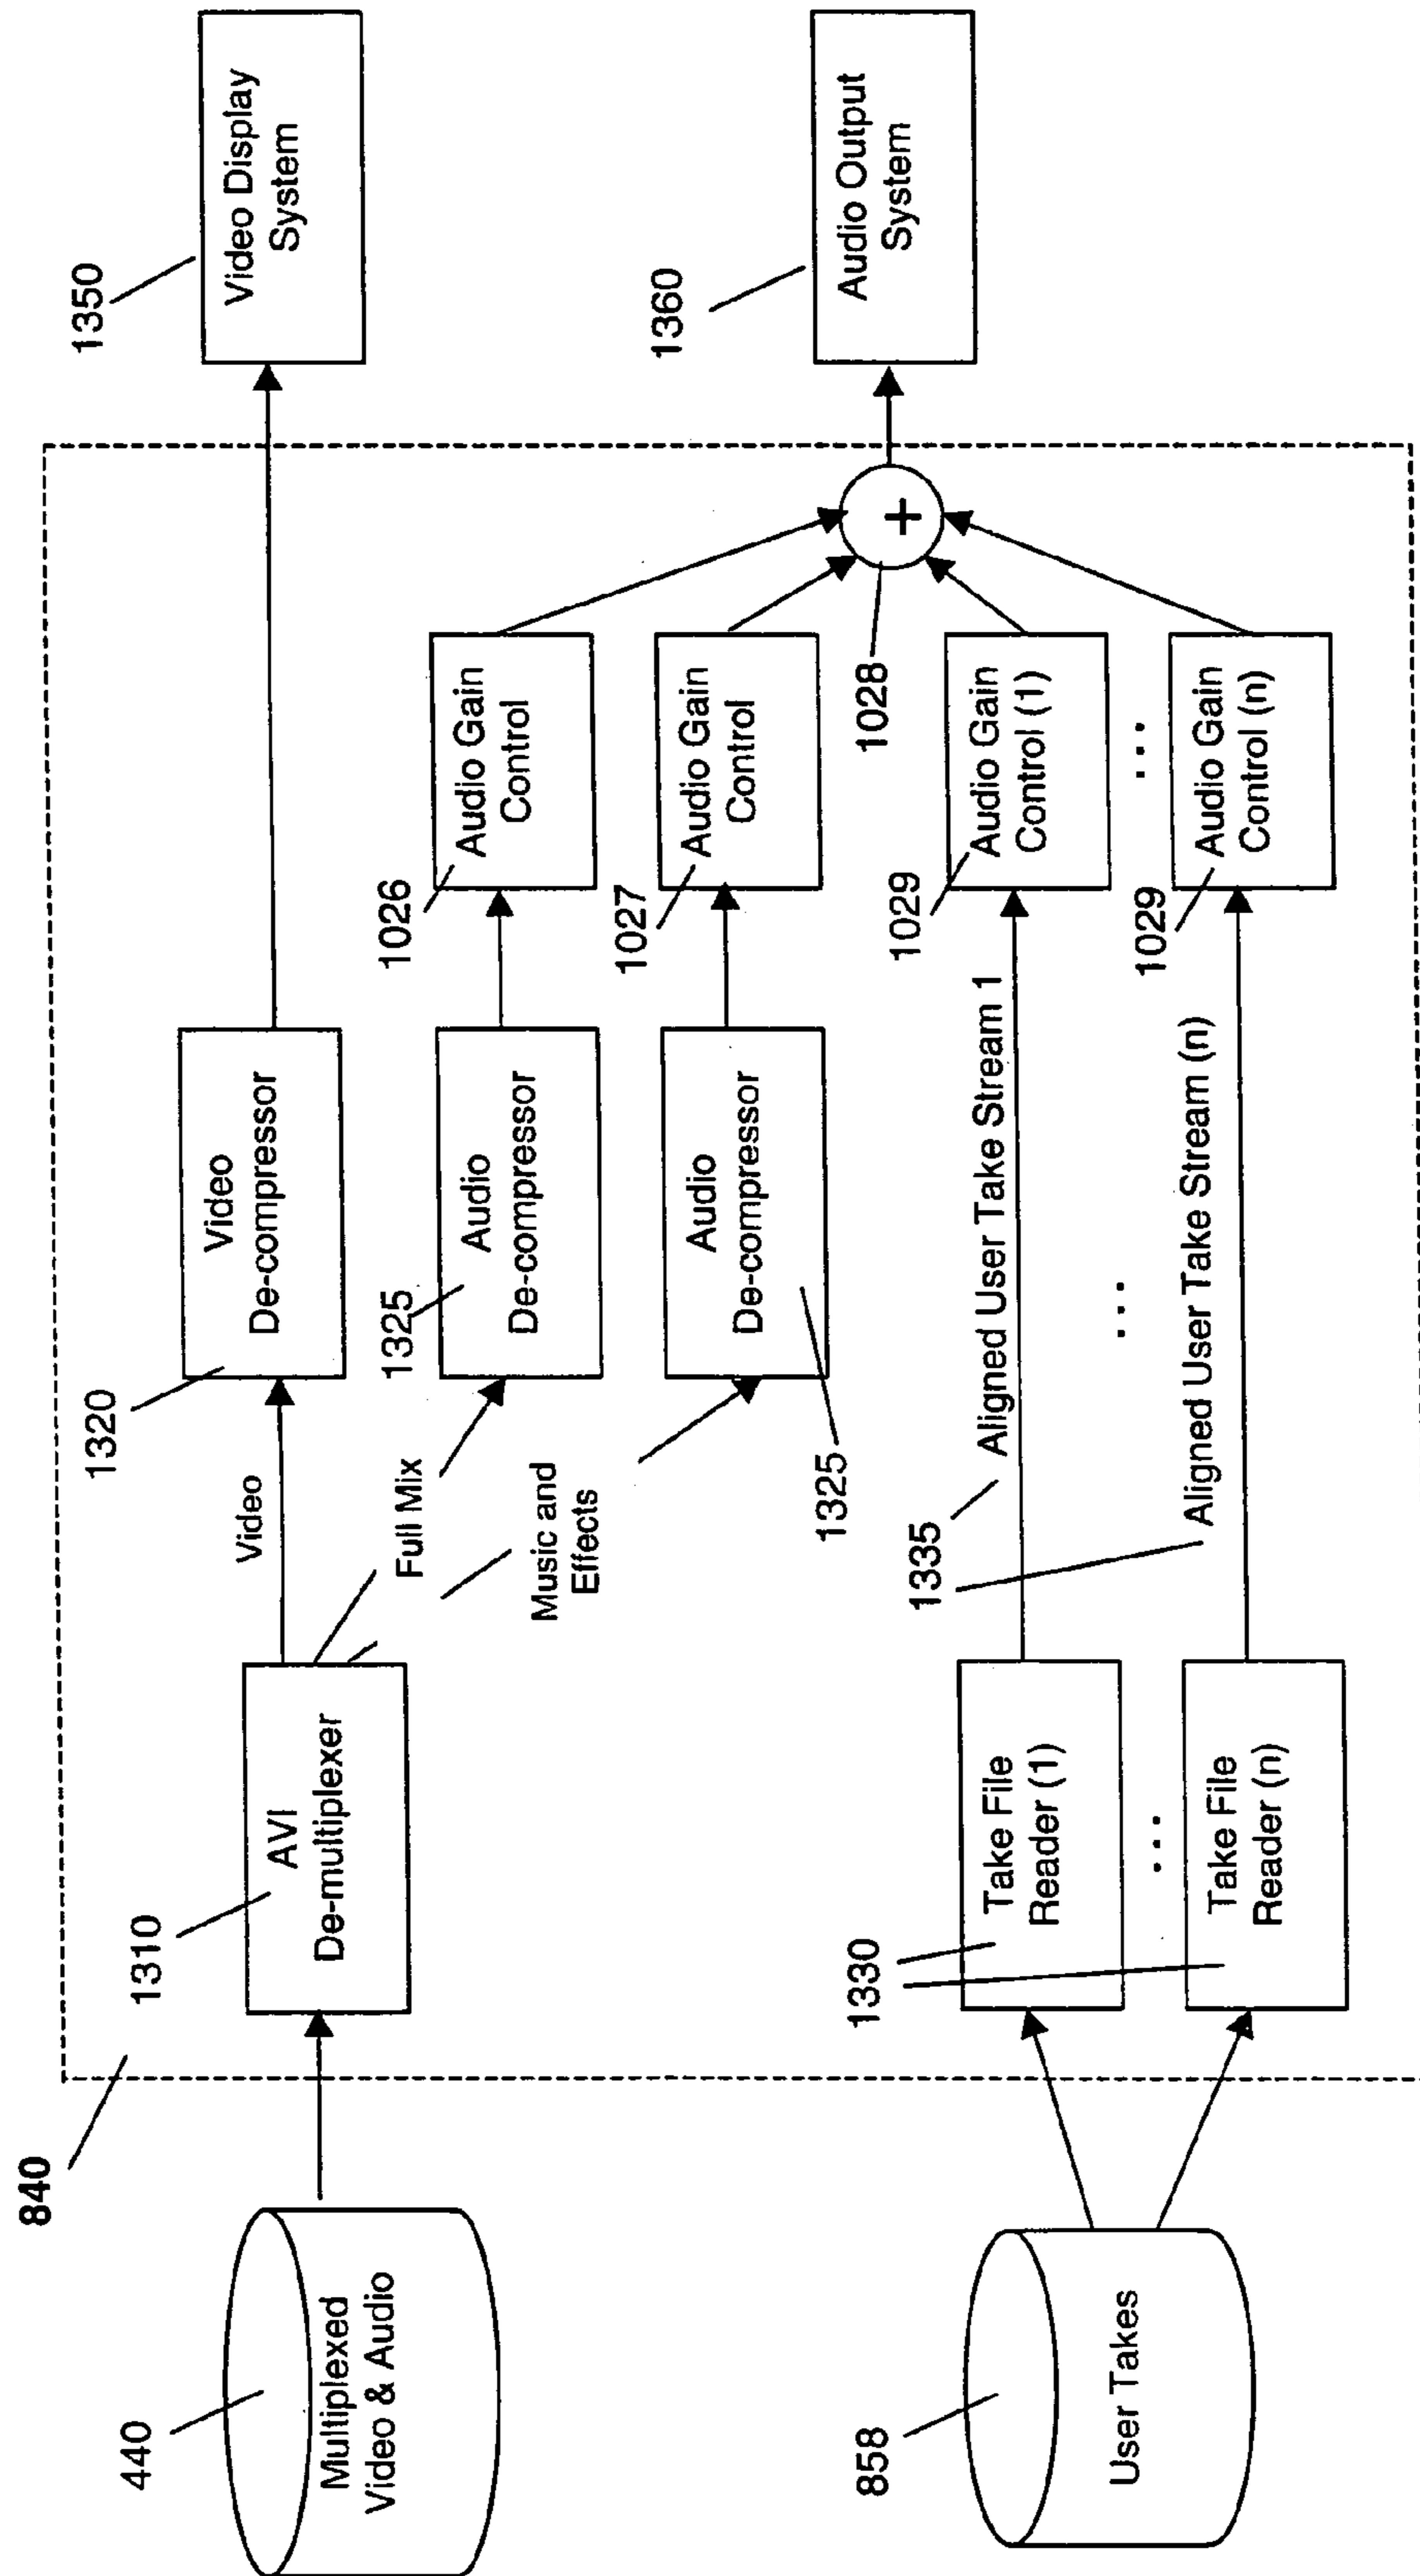 840
440
Multiplexed
Video & Audio
858
User Takes
1310
AVI
De-multiplexer
Video
Full Mix
Music and
Effects
1320
Video
De-compressor
1325
Audio
De-compressor
Audio
De-compressor
1325
1026
Audio Gain
Control
1027
Audio Gain
Control
1028
+
1029
Audio Gain
Control (1)
...
1029
Audio Gain
Control (n)
1330
Take File
Reader (1)
...
Take File
Reader (n)
1335
Aligned User Take Stream 1
...
Aligned User Take Stream (n)
1350
Video Display
System
1360
Audio Output
System